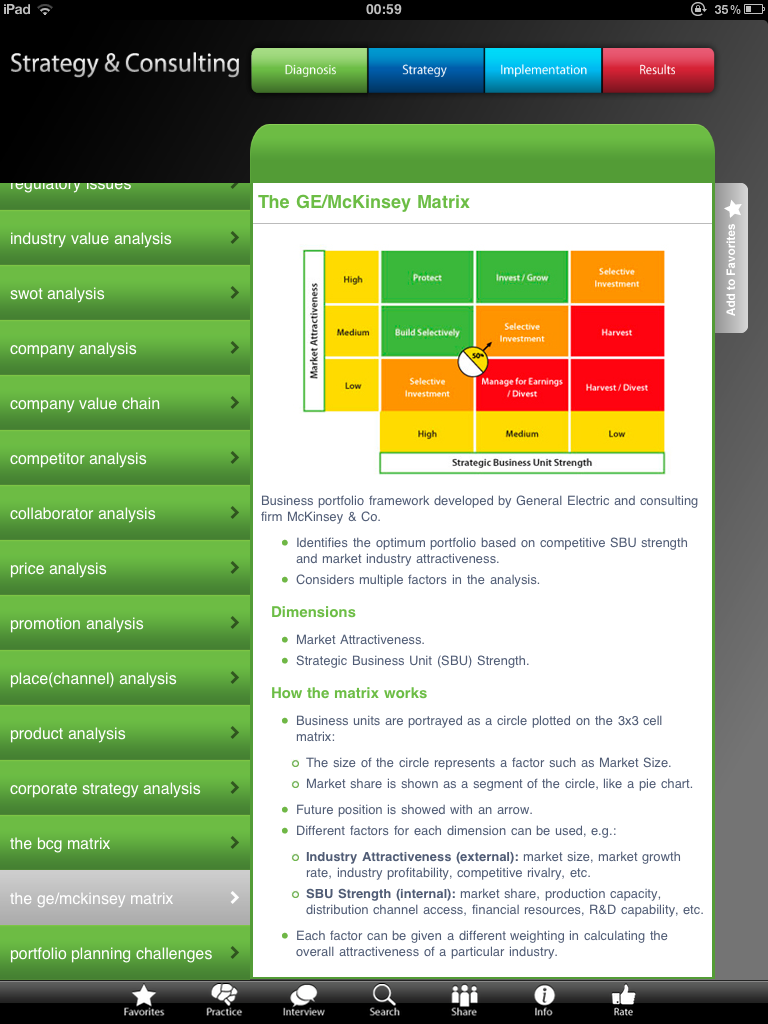 iPad 00:59 35%
Strategy & Consulting
Diagnosis Strategy Implementation Results
regulatory issues
industry value analysis
swot analysis
company analysis
company value chain
competitor analysis
collaborator analysis
price analysis
promotion analysis
place(channel) analysis
product analysis
corporate strategy analysis
the bcg matrix
the ge/mckinsey matrix
portfolio planning challenges
The GE/McKinsey Matrix
Add to Favorites
Market Attractiveness
High Protect Invest / Grow Selective
Investment
Medium Build Selectively Selective
Investment Harvest
50%
Low Selective
Investment Manage for Earnings
/ Divest Harvest / Divest
High Medium Low
Strategic Business Unit Strength
Business portfolio framework developed by General Electric and consulting
firm McKinsey & Co.
Identifies the optimum portfolio based on competitive SBU strength
and market industry attractiveness.
Considers multiple factors in the analysis.
Dimensions
Market Attractiveness.
Strategic Business Unit (SBU) Strength.
How the matrix works
Business units are portrayed as a circle plotted on the 3x3 cell
matrix:
The size of the circle represents a factor such as Market Size.
Market share is shown as a segment of the circle, like a pie chart.
Future position is showed with an arrow.
Different factors for each dimension can be used, e.g.:
Industry Attractiveness (external): market size, market growth
rate, industry profitability, competitive rivalry, etc.
SBU Strength (internal): market share, production capacity,
distribution channel access, financial resources, R&D capability, etc.
Each factor can be given a different weighting in calculating the
overall attractiveness of a particular industry.
Favorites Practice Interview Search Share Info Rate